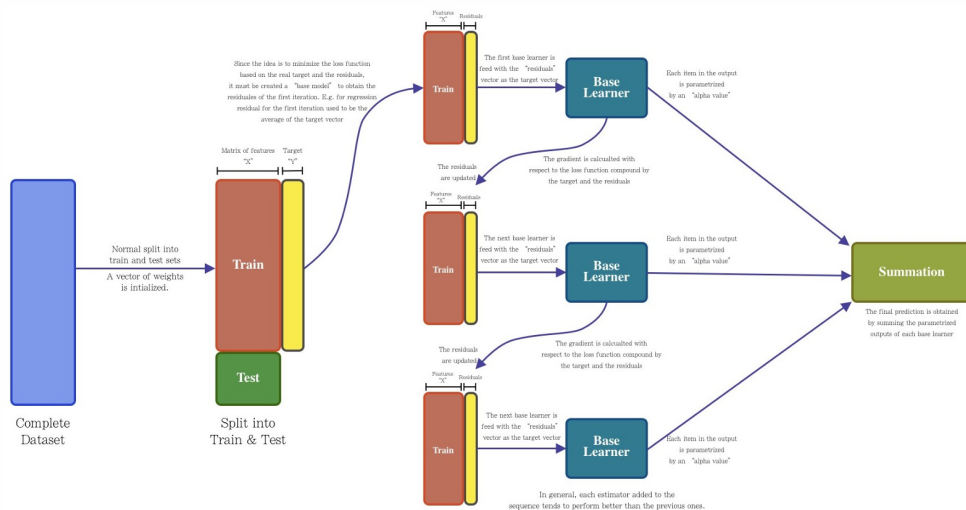 Complete
Dataset
Normal split into
train and test sets
A vector of weights
is intialized.
Matrix of features
"X"
Target
"Y"
Train
Test
Split into
Train & Test
Since the idea is to minimize the loss function
based on the real target and the residuals,
it must be created a "base model" to obtain the
residuales of the first iteration. E.g. for regression
residual for the first iteration used to be the
average of the target vector
Features
"X"
Residuals
Train
The first base learner is
feed with the "residuals"
vector as the target vector
Base
Learner
Each item in the output
is parametrized
by an "alpha value"
The residuals
are updated
The gradient is calcualted with
respect to the loss function compound by
the target and the residuals
Features
"X"
Residuals
Train
The next base learner is
feed with the "residuals"
vector as the target vector
Base
Learner
Each item in the output
is parametrized
by an "alpha value"
The residuals
are updated
The gradient is calcualted with
respect to the loss function compound by
the target and the residuals
Features
"X"
Residuals
Train
The next base learner is
feed with the "residuals"
vector as the target vector
Base
Learner
Each item in the output
is parametrized
by an "alpha value"
In general, each estimator added to the
sequence tends to perform better than the previous ones.
Summation
The final prediction is obtained
by summing the parametrized
outputs of each base learner